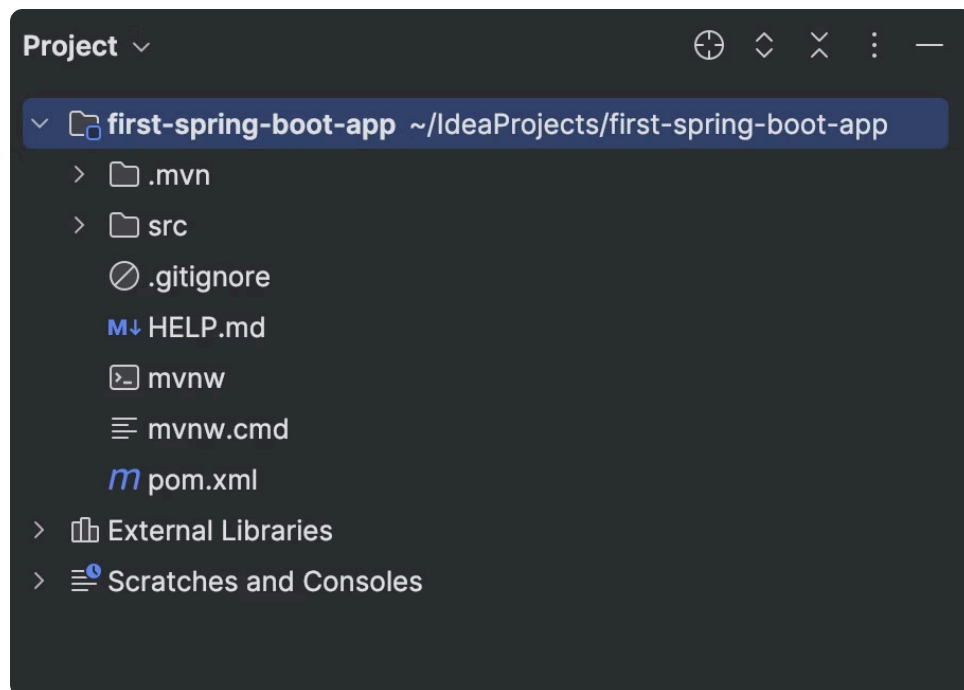 Project
first-spring-boot-app ~/IdeaProjects/first-spring-boot-app
.mvn
src
.gitignore
M↓ HELP.md
mvnw
mvnw.cmd
m pom.xml
External Libraries
Scratches and Consoles